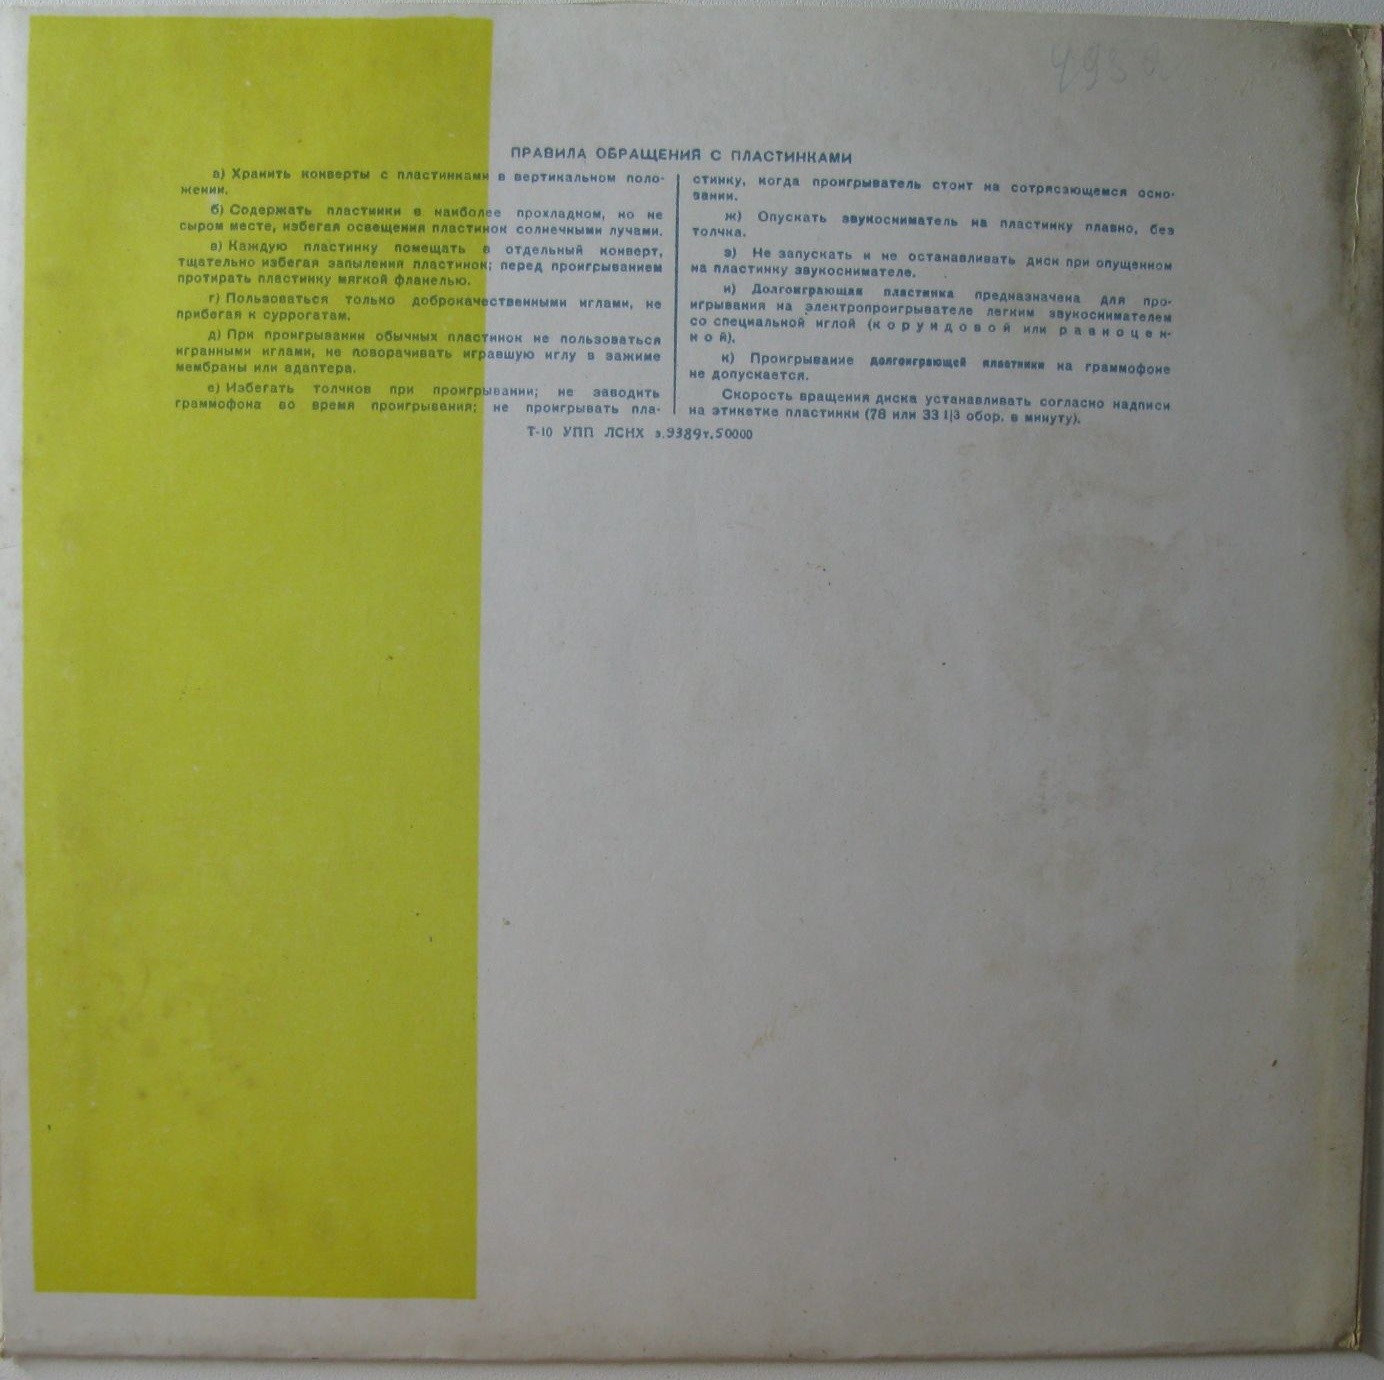 ПРАВИЛА ОБРАЩЕНИЯ С ПЛАСТИНКАМИ
а) Хранить конверты с пластинками в вертикальном поло-
жении.
б) Содержать пластинки в наиболее прохладном, но не
сыром месте, избегая освещения пластинок солнечными лучами.
в) Каждую пластинку помещать в отдельный конверт,
тщательно избегая запыления пластинок; перед проигрыванием
протирать пластинку мягкой фланелью.
г) Пользоваться только доброкачественными иглами, не
прибегая к суррогатам.
д) При проигрывании обычных пластинок не пользоваться
игранными иглами, не поворачивать игравшую иглу в зажиме
мембраны или адаптера.
е) Избегать толчков при проигрывании; не заводить
граммофона во время проигрывания; не проигрывать пла-
стинку, когда проигрыватель стоит на сотрясающемся осно-
вании.
ж) Опускать звукосниматель на пластинку плавно, без
толчка.
з) Не запускать и не останавливать диск при опущенном
на пластинку звукоснимателе.
и) Долгоиграющая пластинка предназначена для про-
игрывания на электропроигрывателе легким звукоснимателем
со специальной иглой (корундовой или равноцен-
ной).
к) Проигрывание долгоиграющей пластинки на граммофоне
не допускается.
Скорость вращения диска устанавливать согласно надписи
на этикетке пластинки (78 или 33 1|3 обор. в минуту).
Т-10 УПП ЛСНХ з.9389т.50000